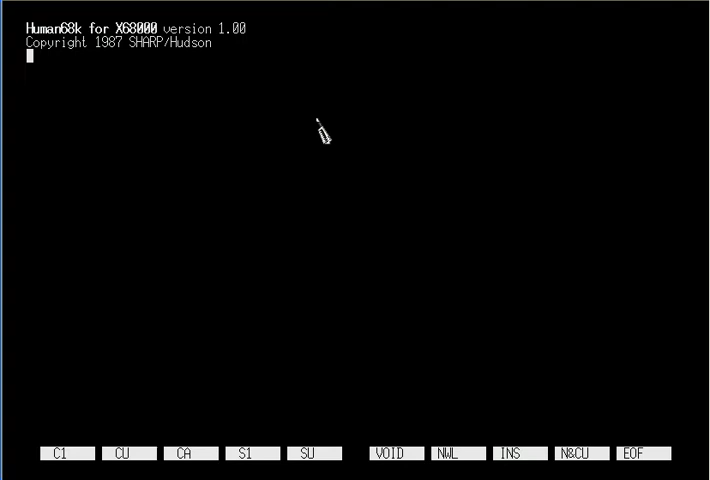 Human68k for X68000 version 1.00
Copyright 1987 SHARP/Hudson
C1 CU CA S1 SU VOID NWL INS N&CU EOF